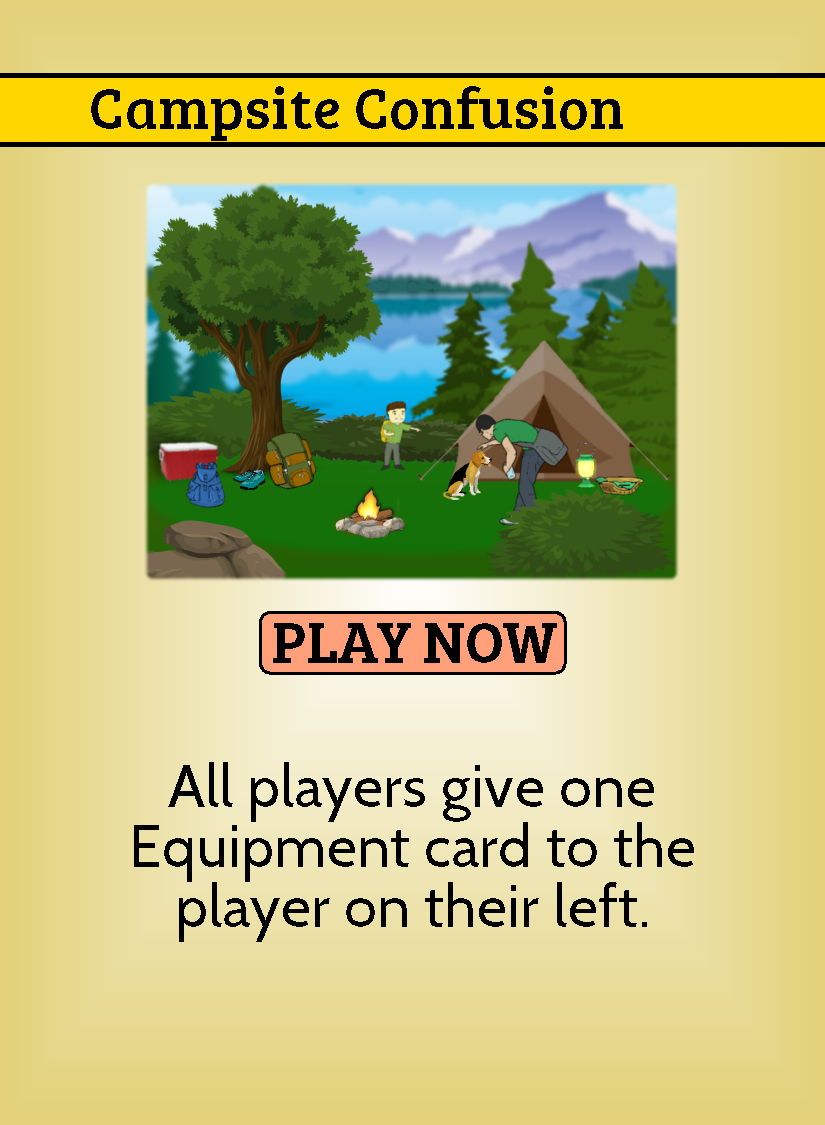 Campsite Confusion
PLAY NOW
All players give one
Equipment card to the
player on their left.